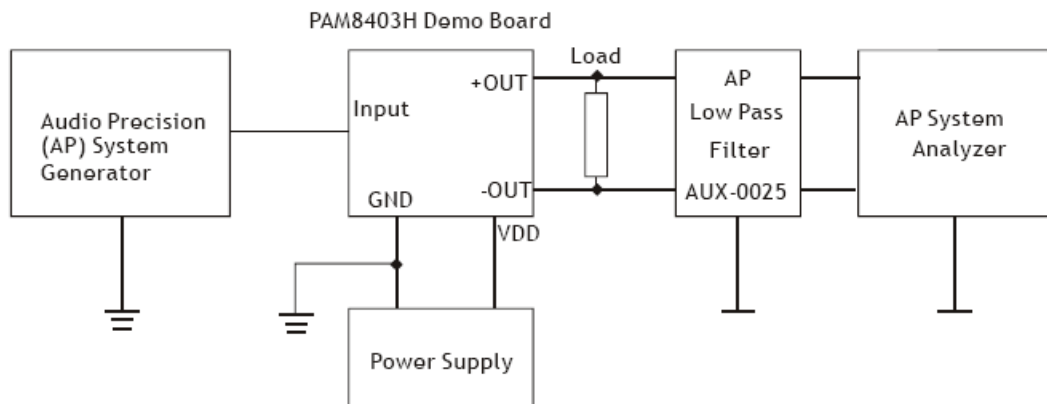 PAM8403H Demo Board
Audio Precision
(AP) System
Generator
Input
+OUT
-OUT
GND
VDD
Load
AP
Low Pass
Filter
AUX-0025
AP System
Analyzer
Power Supply